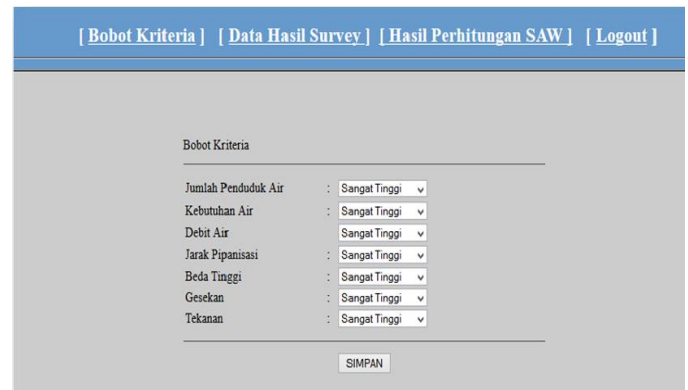 [ Bobot Kriteria ] [ Data Hasil Survey ] [ Hasil Perhitungan SAW ] [ Logout ]
Bobot Kriteria
Jumlah Penduduk Air : Sangat Tinggi
Kebutuhan Air : Sangat Tinggi
Debit Air Sangat Tinggi
Jarak Pipanisasi : Sangat Tinggi
Beda Tinggi : Sangat Tinggi
Gesekan : Sangat Tinggi
Tekanan : Sangat Tinggi
SIMPAN